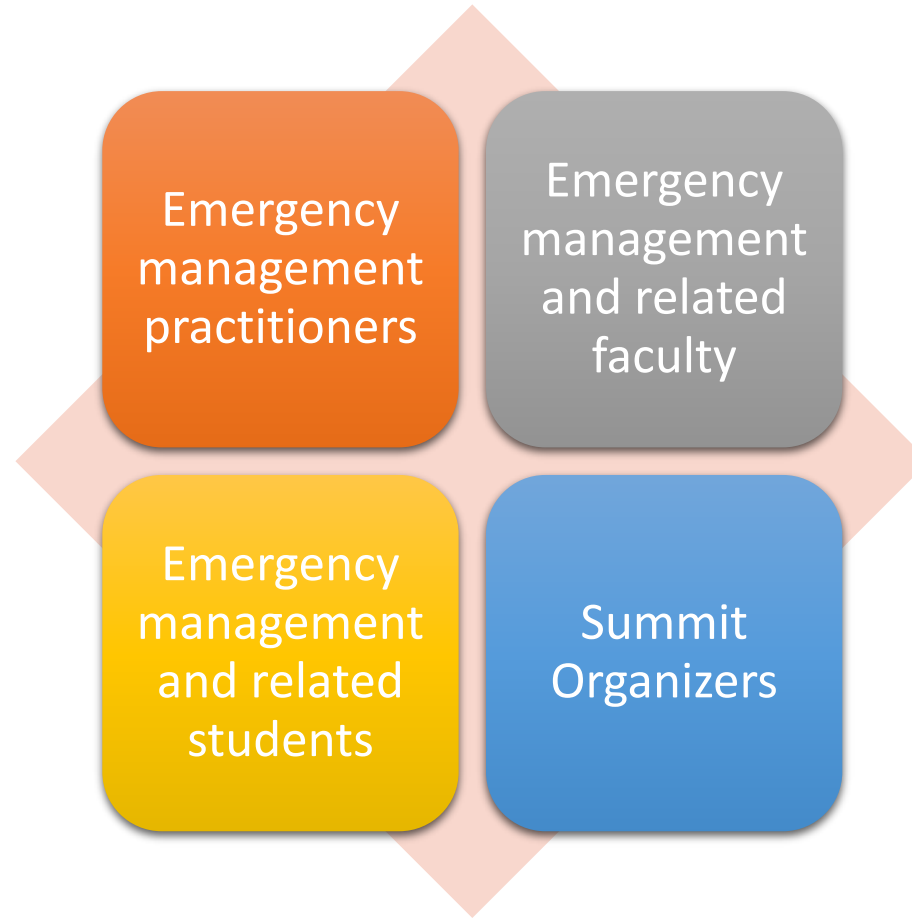 Emergency
management
practitioners
Emergency
management
and related
faculty
Emergency
management
and related
students
Summit
Organizers